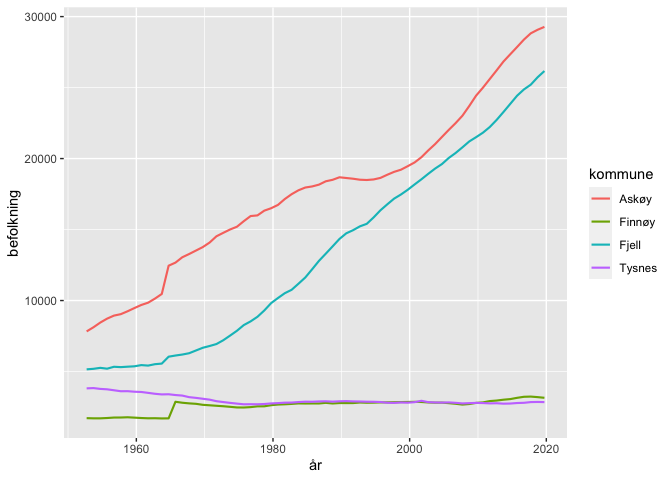 30000
20000
10000
befolkning
1960
1980
2000
2020
år
kommune
Askøy
Finnøy
Fjell
Tysnes